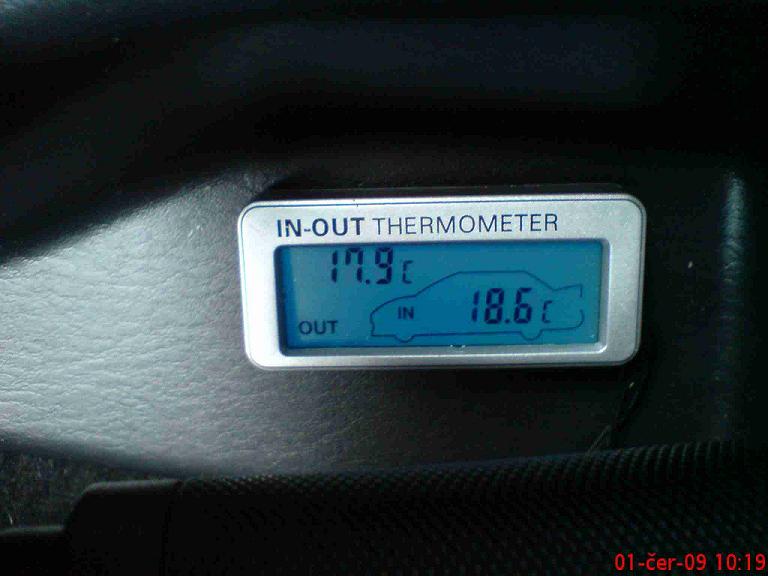 IN-OUT THERMOMETER
17.9 C
IN 18.6 C
OUT
01-čer-09 10:19